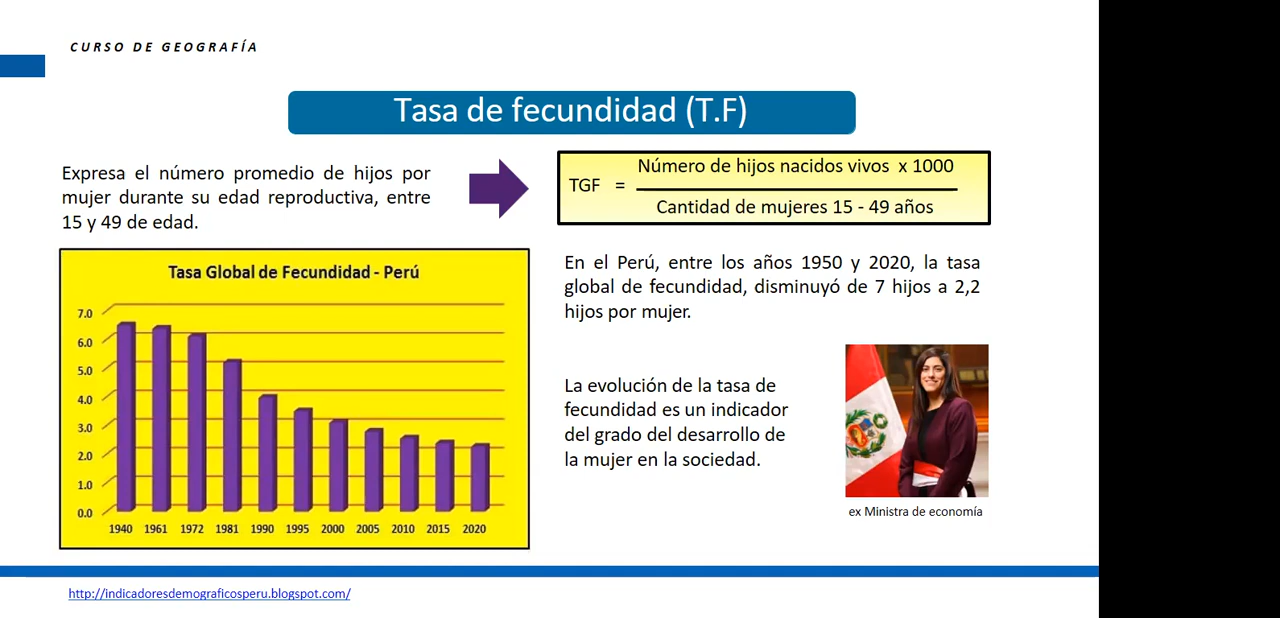 CURSO DE GEOGRAFÍA
Tasa de fecundidad (T.F)
Expresa el número promedio de hijos por
mujer durante su edad reproductiva, entre
15 y 49 de edad.
TGF =
Número de hijos nacidos vivos x 1000
Cantidad de mujeres 15 - 49 años
Tasa Global de Fecundidad - Perú
7.0
6.0
5.0
4.0
3.0
2.0
1.0
0.0
1940 1961 1972 1981 1990 1995 2000 2005 2010 2015 2020
En el Perú, entre los años 1950 y 2020, la tasa
global de fecundidad, disminuyó de 7 hijos a 2,2
hijos por mujer.
La evolución de la tasa de
fecundidad es un indicador
del grado del desarrollo de
la mujer en la sociedad.
ex Ministra de economía
http://indicadoresdemograficosperu.blogspot.com/